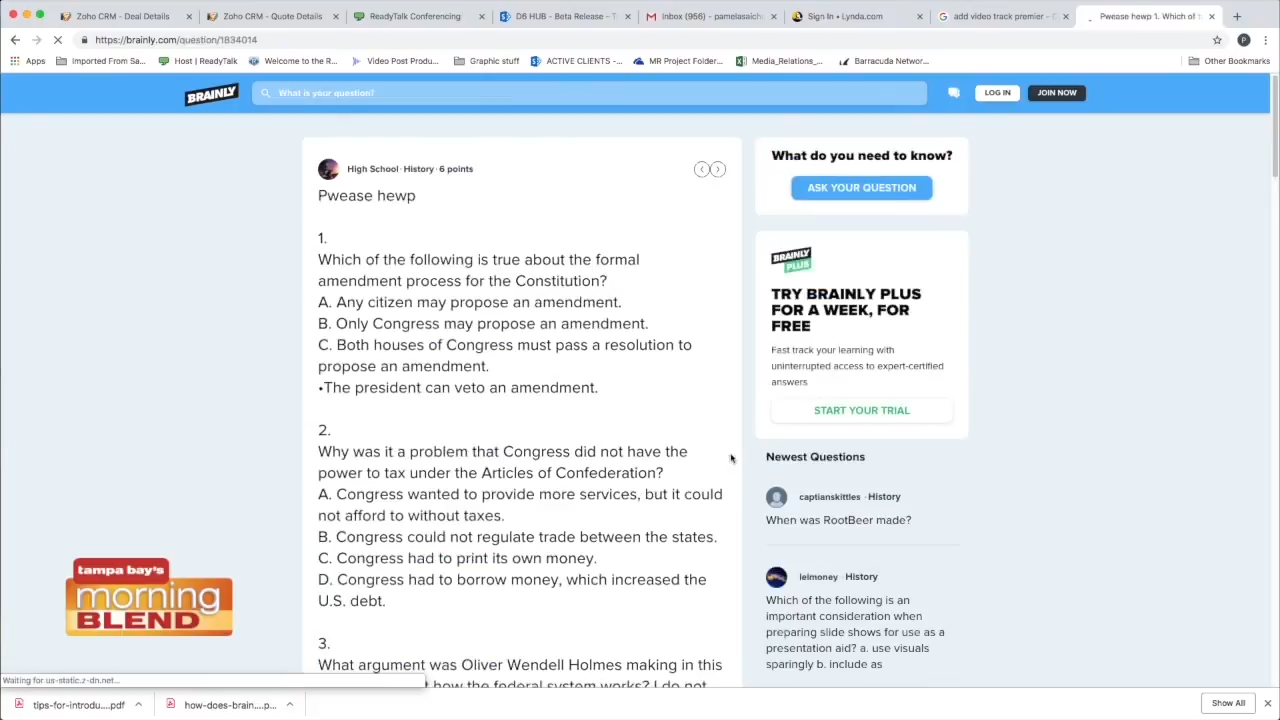 Zoho CRM - Deal Details
Zoho CRM - Quote Details
ReadyTalk Conferencing
D6 HUB - Beta Release - T
Inbox (956) - pamelasaich
Sign In • Lynda.com
add video track premier -
Pwease hewp 1. Which of t
https://brainly.com/question/1834014
P
Apps
Imported From Sa...
Host | ReadyTalk
Welcome to the R...
Video Post Produ...
Graphic stuff
ACTIVE CLIENTS -...
MR Project Folder...
Media_Relations_...
Barracuda Networ...
Other Bookmarks
BRAINLY
What is your question?
LOG IN
JOIN NOW
High School · History · 6 points
Pwease hewp
1.
Which of the following is true about the formal
amendment process for the Constitution?
A. Any citizen may propose an amendment.
B. Only Congress may propose an amendment.
C. Both houses of Congress must pass a resolution to
propose an amendment.
•The president can veto an amendment.
2.
Why was it a problem that Congress did not have the
power to tax under the Articles of Confederation?
A. Congress wanted to provide more services, but it could
not afford to without taxes.
B. Congress could not regulate trade between the states.
C. Congress had to print its own money.
D. Congress had to borrow money, which increased the
U.S. debt.
3.
What argument was Oliver Wendell Holmes making in this
how the federal system works? I do not
What do you need to know?
ASK YOUR QUESTION
BRAINLY
PLUS
TRY BRAINLY PLUS
FOR A WEEK, FOR
FREE
Fast track your learning with
uninterrupted access to expert-certified
answers
START YOUR TRIAL
Newest Questions
captianskittles · History
When was RootBeer made?
leimoney · History
Which of the following is an
important consideration when
preparing slide shows for use as a
presentation aid? a. use visuals
sparingly b. include as
tampa bay's
morning
BLEND
Waiting for us-static.z-dn.net...
tips-for-introdu....pdf
how-does-brain....p...
Show All